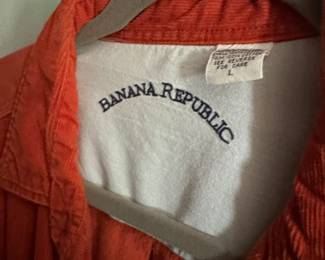 SEE REVERSE
FOR CARE
L
BANANA REPUBLIC